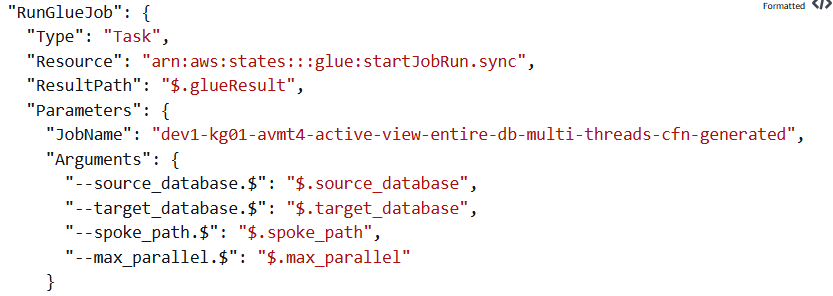 Formatted </>
"RunGlueJob": {
"Type": "Task",
"Resource": "arn:aws:states:::glue:startJobRun.sync",
"ResultPath": "$.glueResult",
"Parameters": {
"JobName": "dev1-kg01-avmt4-active-view-entire-db-multi-threads-cfn-generated",
"Arguments": {
"--source_database.$": "$.source_database",
"--target_database.$": "$.target_database",
"--spoke_path.$": "$.spoke_path",
"--max_parallel.$": "$.max_parallel"
}